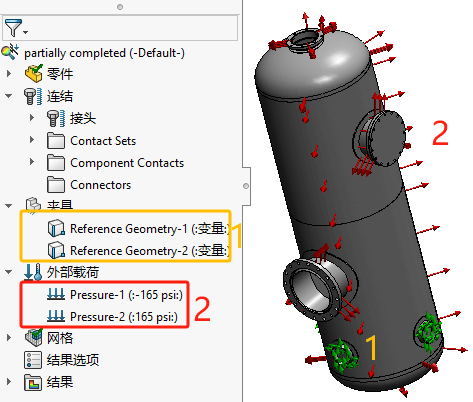 partially completed (-Default-)
零件
连结
接头
Contact Sets
Component Contacts
Connectors
夹具
Reference Geometry-1 (:变量:)
Reference Geometry-2 (:变量:)
1
外部载荷
Pressure-1 (:-165 psi:)
Pressure-2 (:165 psi:)
2
网格
结果选项
结果
2
1